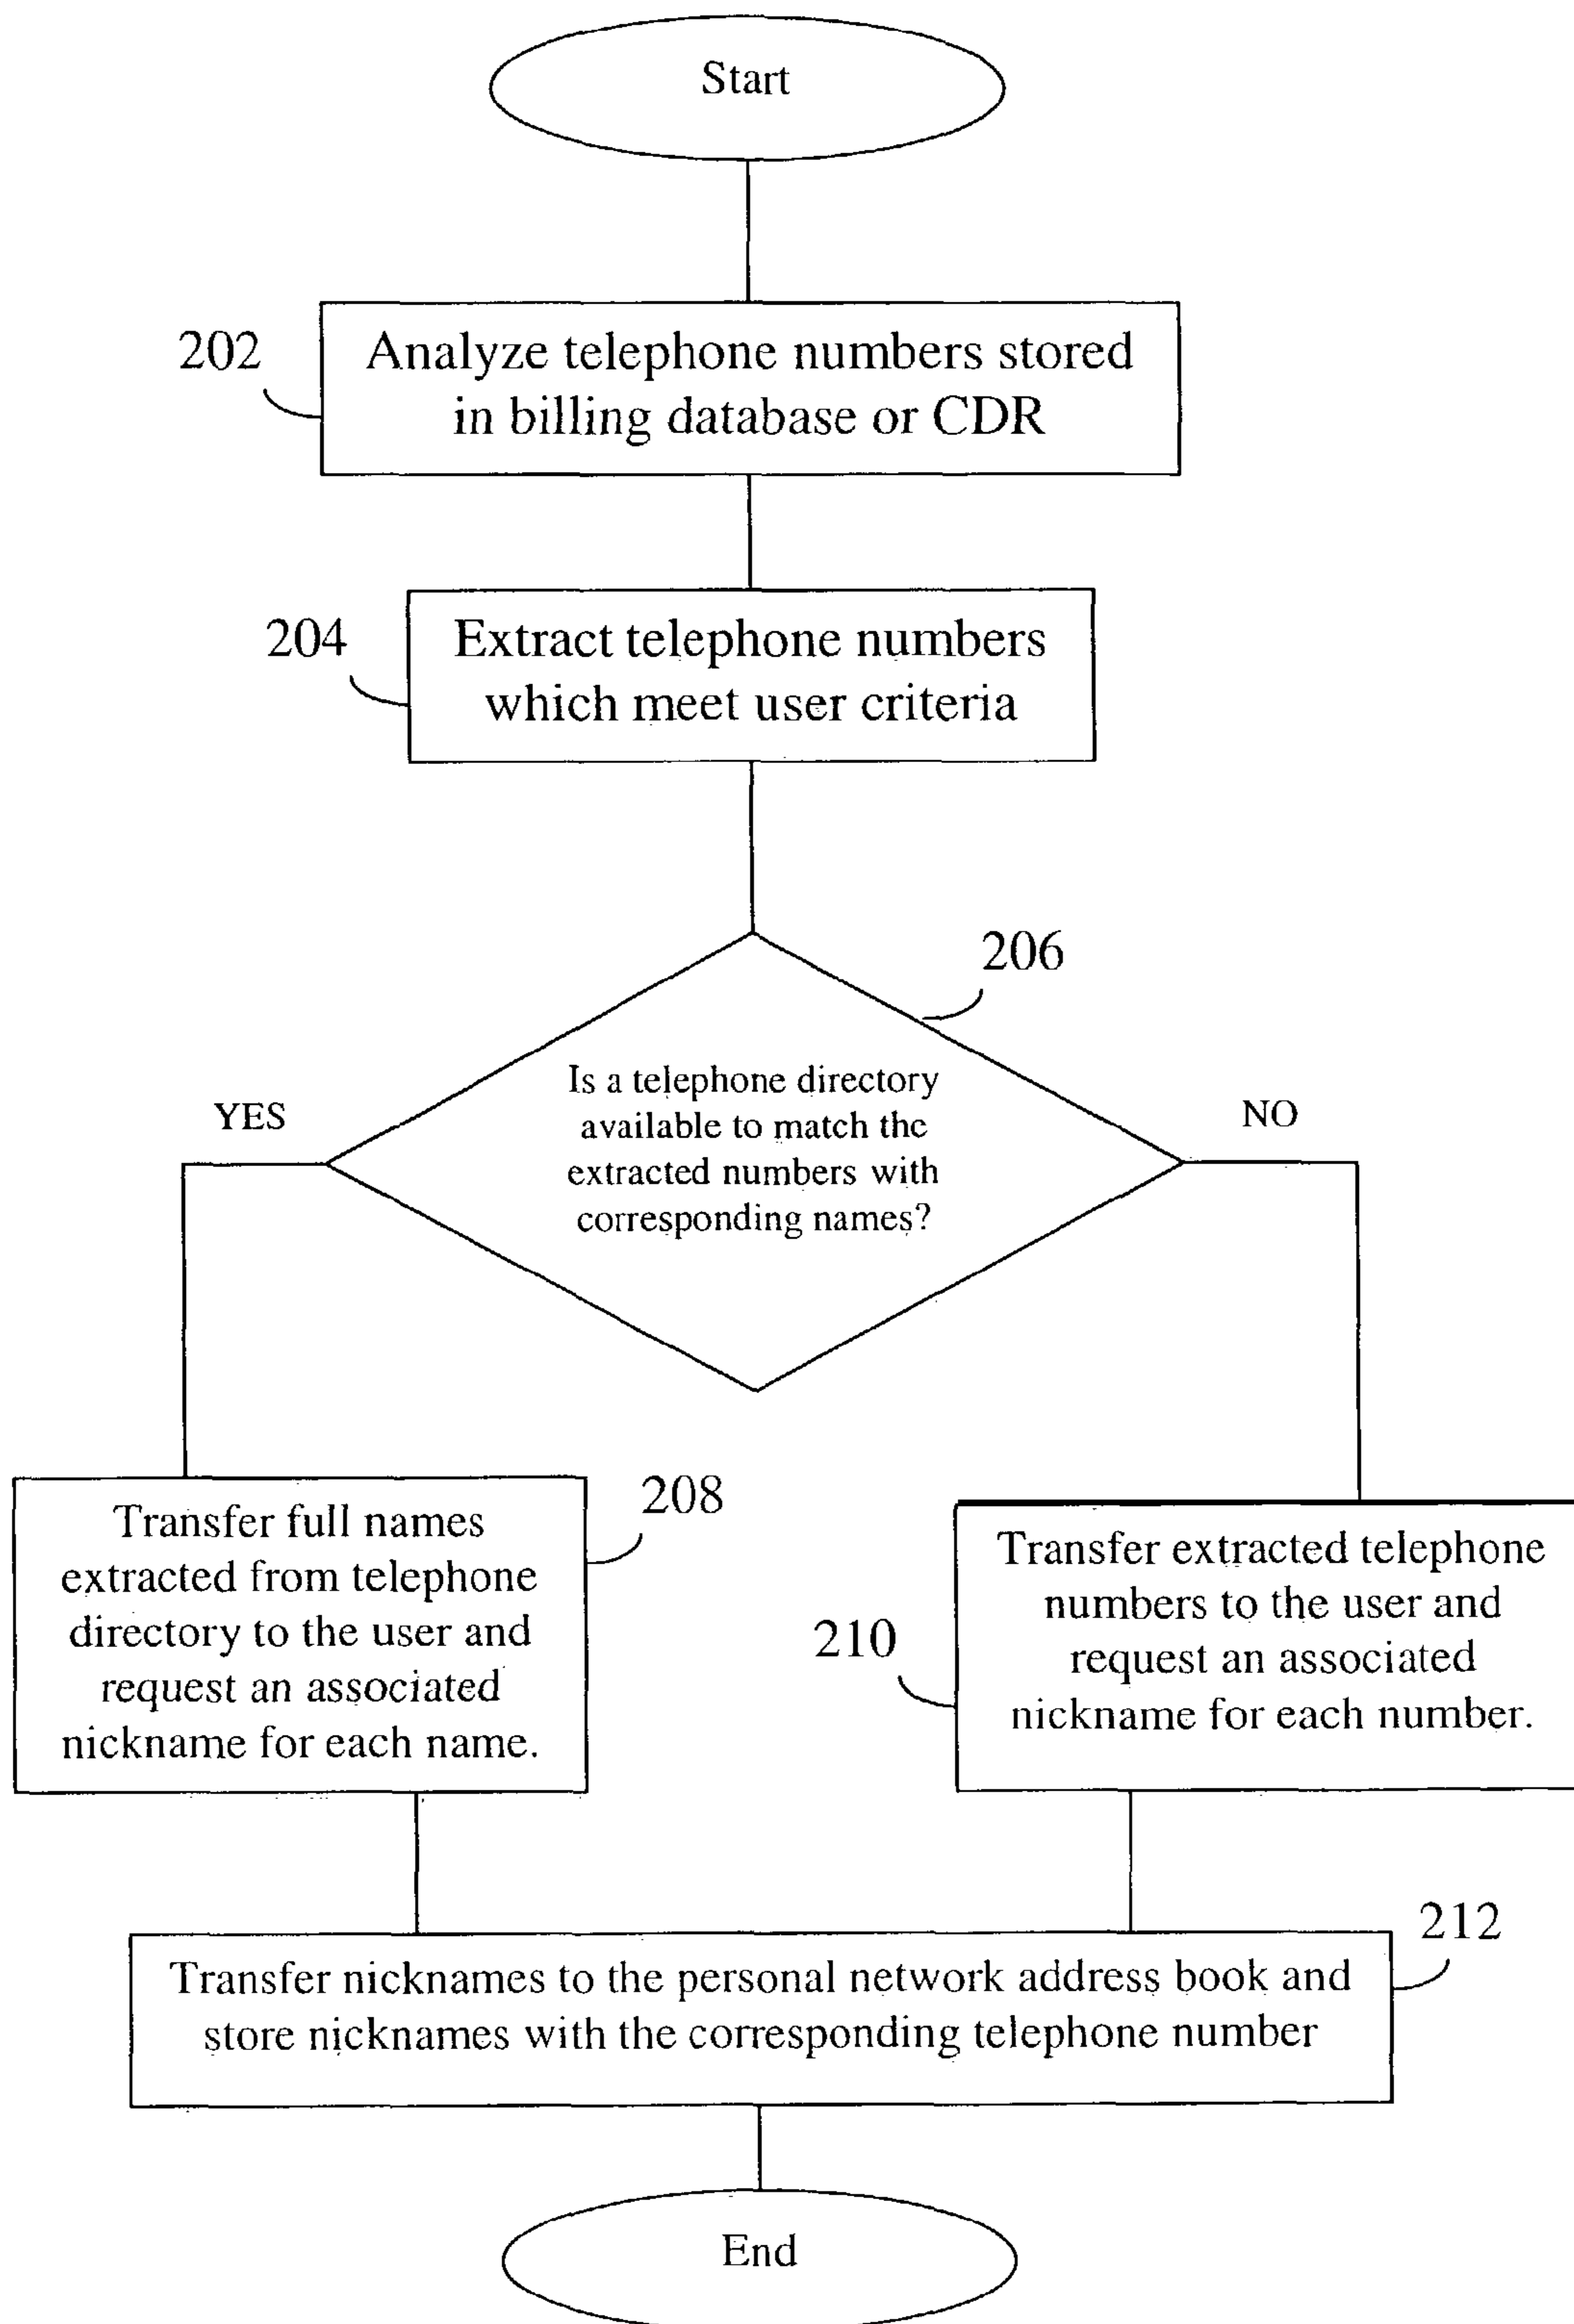 Start
202
Analyze telephone numbers stored
in billing database or CDR
204
Extract telephone numbers
which meet user criteria
206
Is a telephone directory
available to match the
extracted numbers with
corresponding names?
YES
NO
208
Transfer full names
extracted from telephone
directory to the user and
request an associated
nickname for each name.
210
Transfer extracted telephone
numbers to the user and
request an associated
nickname for each number.
212
Transfer nicknames to the personal network address book and
store nicknames with the corresponding telephone number
End